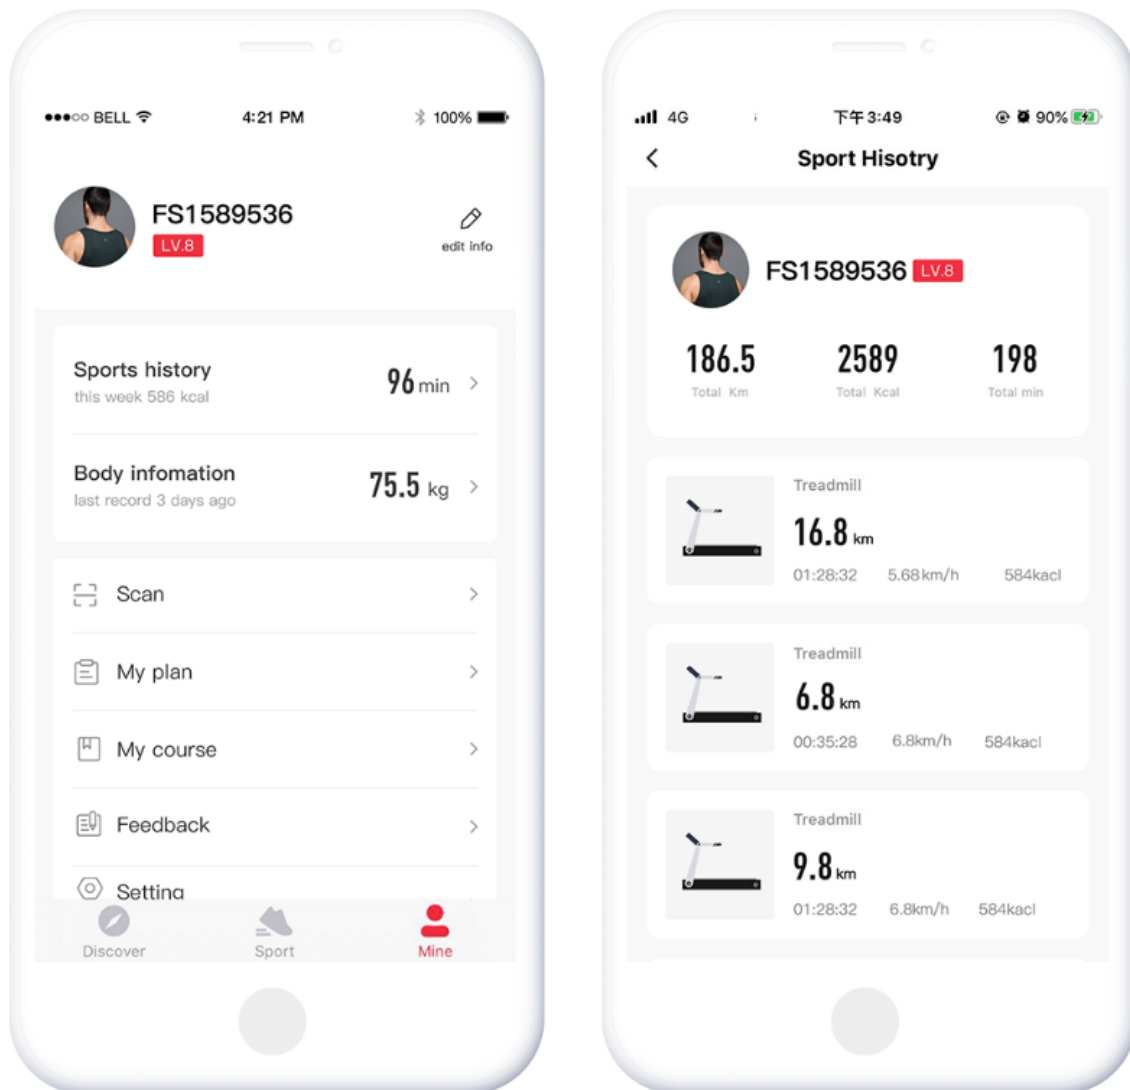 BELL 4:21 PM 100%
FS1589536
LV.8
edit info
Sports history
this week 586 kcal
96 min
Body infomation
last record 3 days ago
75.5 kg
Scan
My plan
My course
Feedback
Setting
Discover Sport Mine
4G 下午3:49 90%
Sport Hisotry
FS1589536 LV.8
186.5 2589 198
Total Km Total Kcal Total min
Treadmill
16.8 km
01:28:32 5.68km/h 584kacl
Treadmill
6.8 km
00:35:28 6.8km/h 584kacl
Treadmill
9.8 km
01:28:32 6.8km/h 584kacl